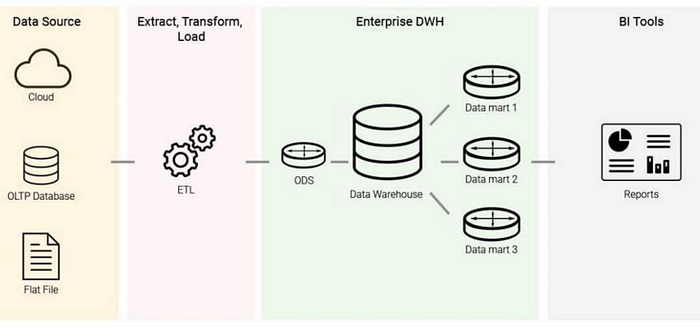 Data Source
Cloud
OLTP Database
Flat File
Extract, Transform,
Load
ETL
Enterprise DWH
ODS
Data Warehouse
Data mart 1
Data mart 2
Data mart 3
BI Tools
Reports